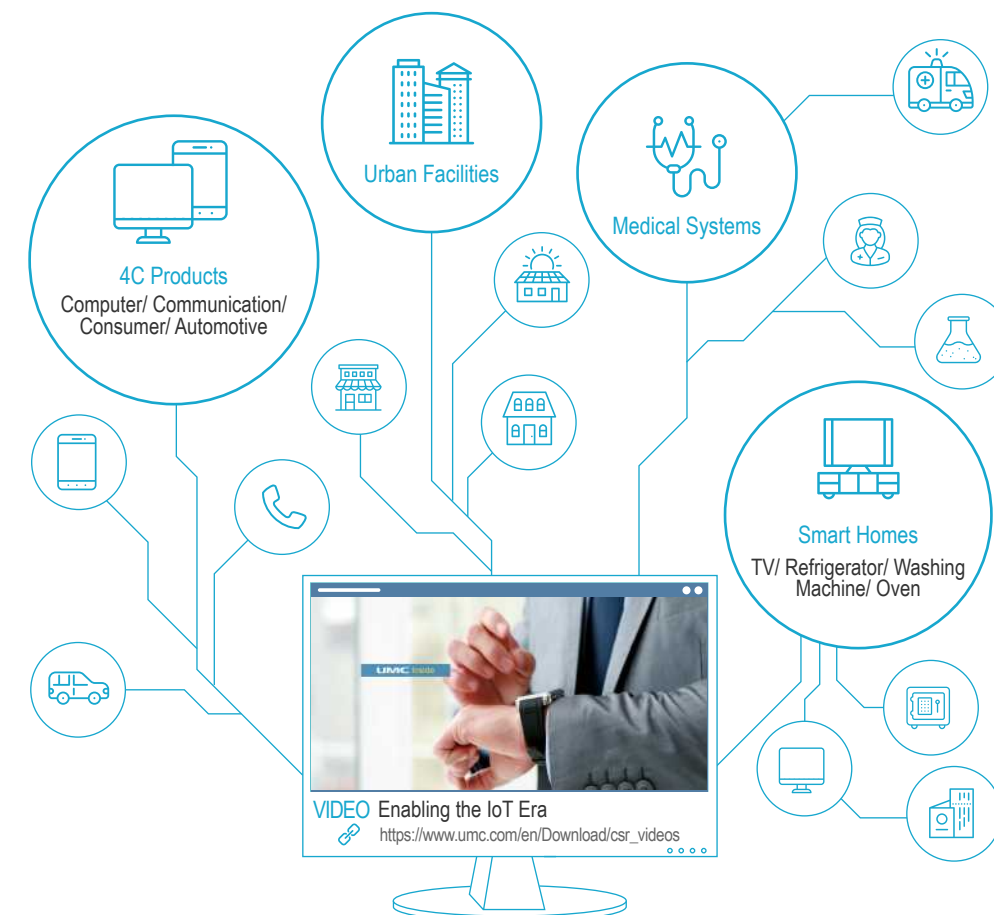 Urban Facilities
Medical Systems
4C Products
Computer/ Communication/
Consumer/ Automotive
Smart Homes
TV/ Refrigerator/ Washing
Machine/ Oven
UMC Inside
VIDEO Enabling the IoT Era
https://www.umc.com/en/Download/csr_videos